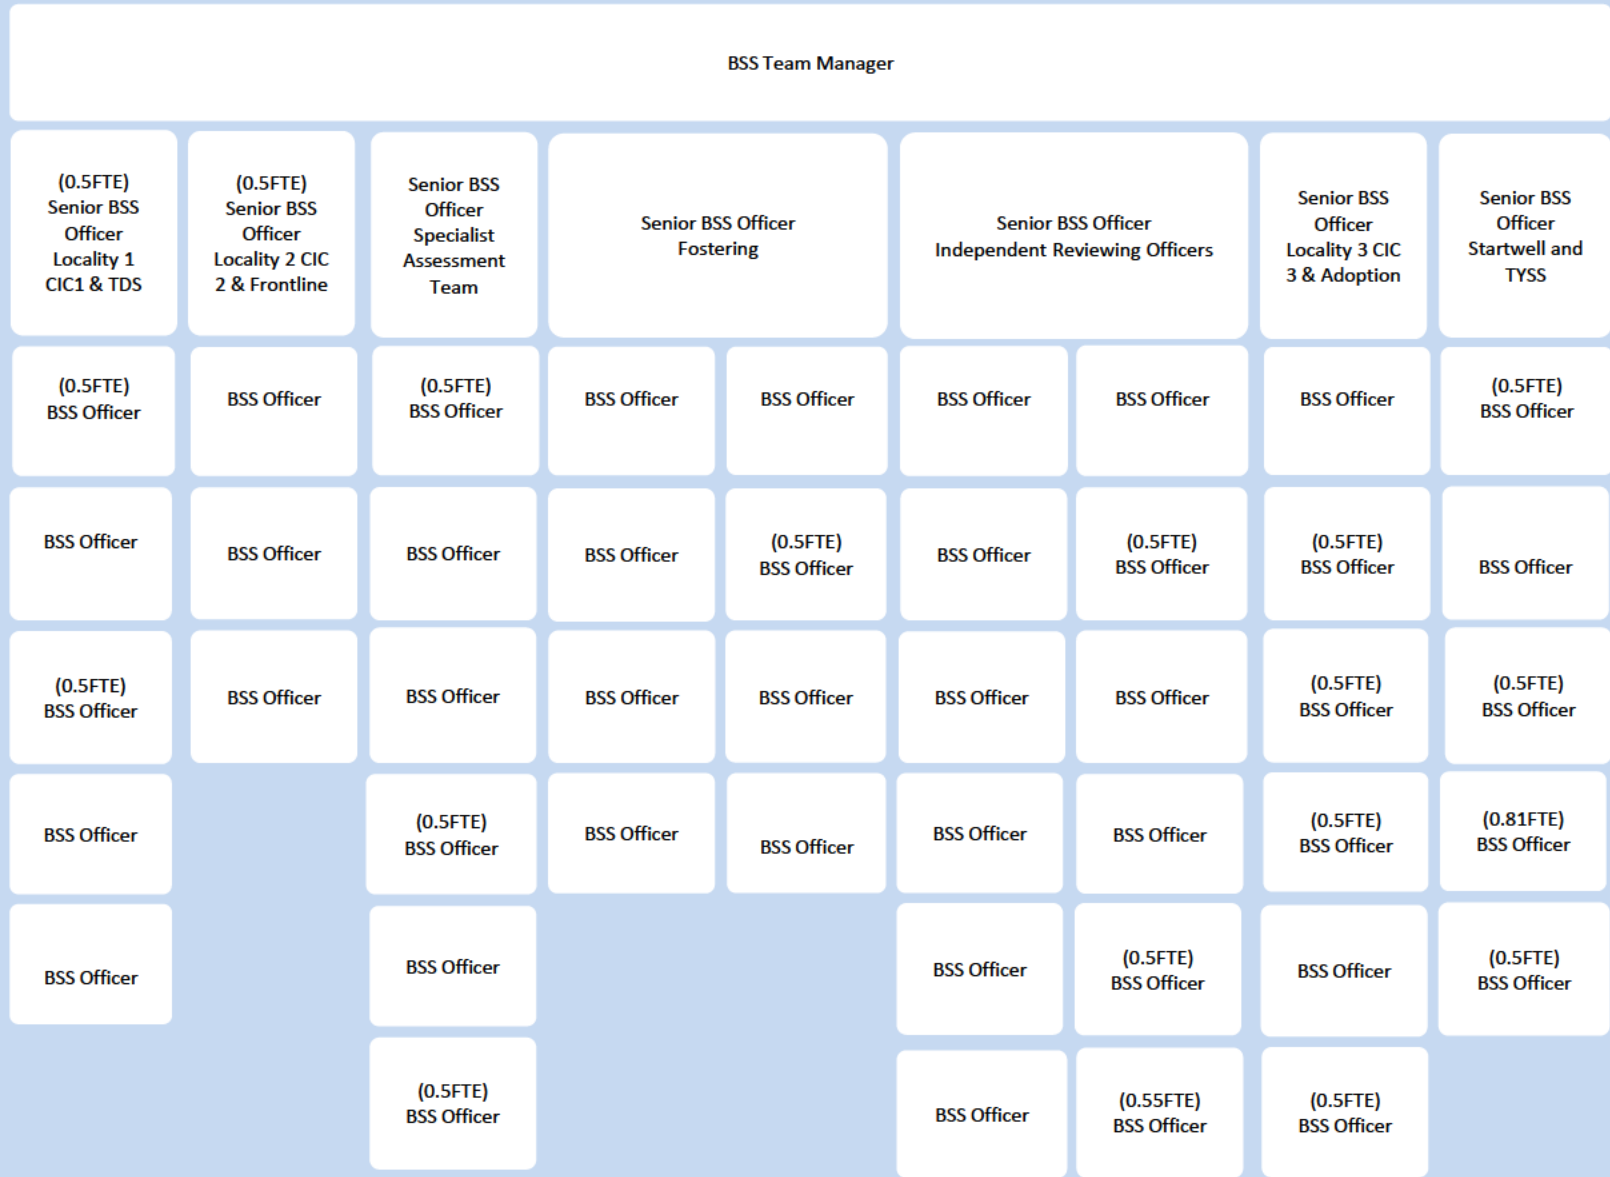 BSS Team Manager
(0.5FTE)
Senior BSS
Officer
Locality 1
CIC1 & TDS
(0.5FTE)
Senior BSS
Officer
Locality 2 CIC
2 & Frontline
Senior BSS
Officer
Specialist
Assessment
Team
Senior BSS Officer
Fostering
Senior BSS Officer
Independent Reviewing Officers
Senior BSS
Officer
Locality 3 CIC
3 & Adoption
Senior BSS
Officer
Startwell and
TYSS
(0.5FTE)
BSS Officer
BSS Officer
(0.5FTE)
BSS Officer
BSS Officer
BSS Officer
BSS Officer
BSS Officer
BSS Officer
(0.5FTE)
BSS Officer
BSS Officer
BSS Officer
BSS Officer
BSS Officer
(0.5FTE)
BSS Officer
BSS Officer
(0.5FTE)
BSS Officer
(0.5FTE)
BSS Officer
BSS Officer
(0.5FTE)
BSS Officer
BSS Officer
BSS Officer
BSS Officer
BSS Officer
BSS Officer
BSS Officer
(0.5FTE)
BSS Officer
(0.5FTE)
BSS Officer
BSS Officer
(0.5FTE)
BSS Officer
BSS Officer
BSS Officer
BSS Officer
BSS Officer
(0.5FTE)
BSS Officer
(0.81FTE)
BSS Officer
BSS Officer
BSS Officer
BSS Officer
(0.5FTE)
BSS Officer
BSS Officer
(0.5FTE)
BSS Officer
(0.5FTE)
BSS Officer
BSS Officer
(0.55FTE)
BSS Officer
(0.5FTE)
BSS Officer